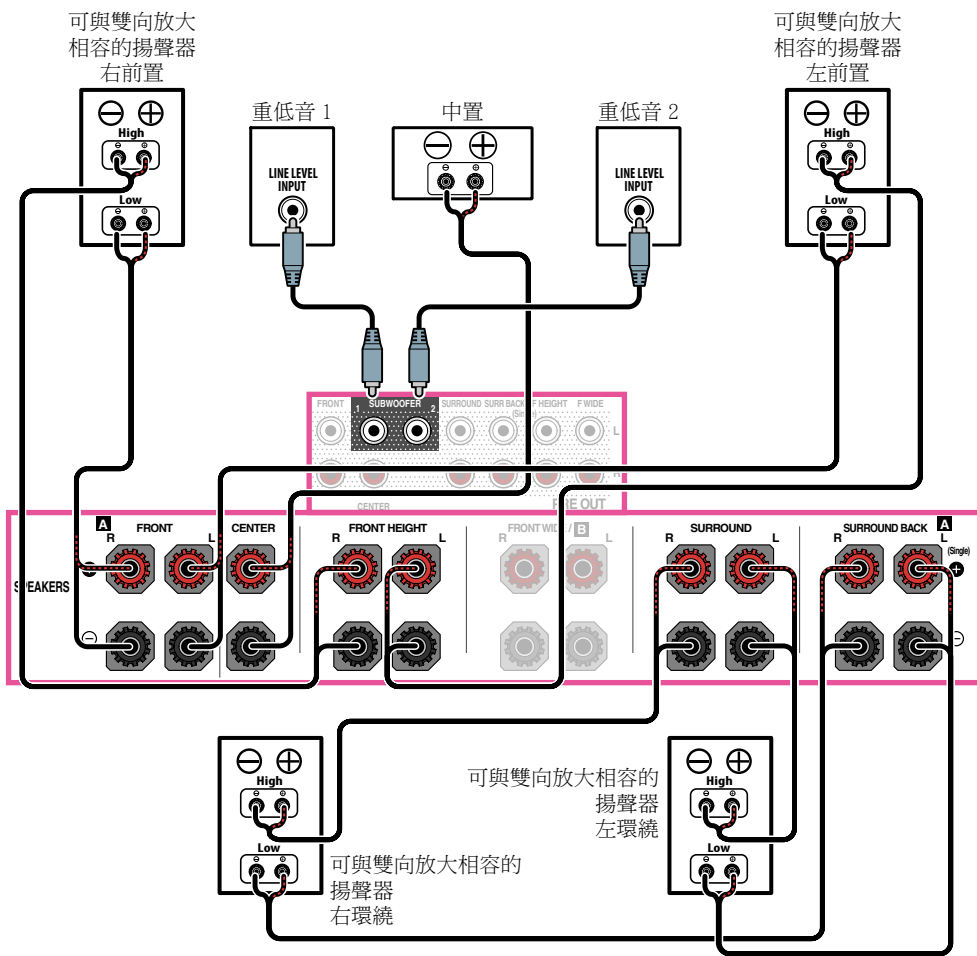 可與雙向放大
相容的揚聲器
右前置
可與雙向放大
相容的揚聲器
左前置
重低音 1
中置
重低音 2
High
Low
LINE LEVEL
INPUT
LINE LEVEL
INPUT
High
Low
FRONT
SUBWOOFER
1
2
SURROUND
SURR BACK
(Single)
F HEIGHT
F WIDE
L
R
CENTER
PRE OUT
A
FRONT
R
L
CENTER
FRONT HEIGHT
R
L
FRONT WIDE / B
R
L
SURROUND
R
L
SURROUND BACK
A
R
L
(Single)
SPEAKERS
High
Low
可與雙向放大相容的
揚聲器
右環繞
可與雙向放大相容的
揚聲器
左環繞
High
Low